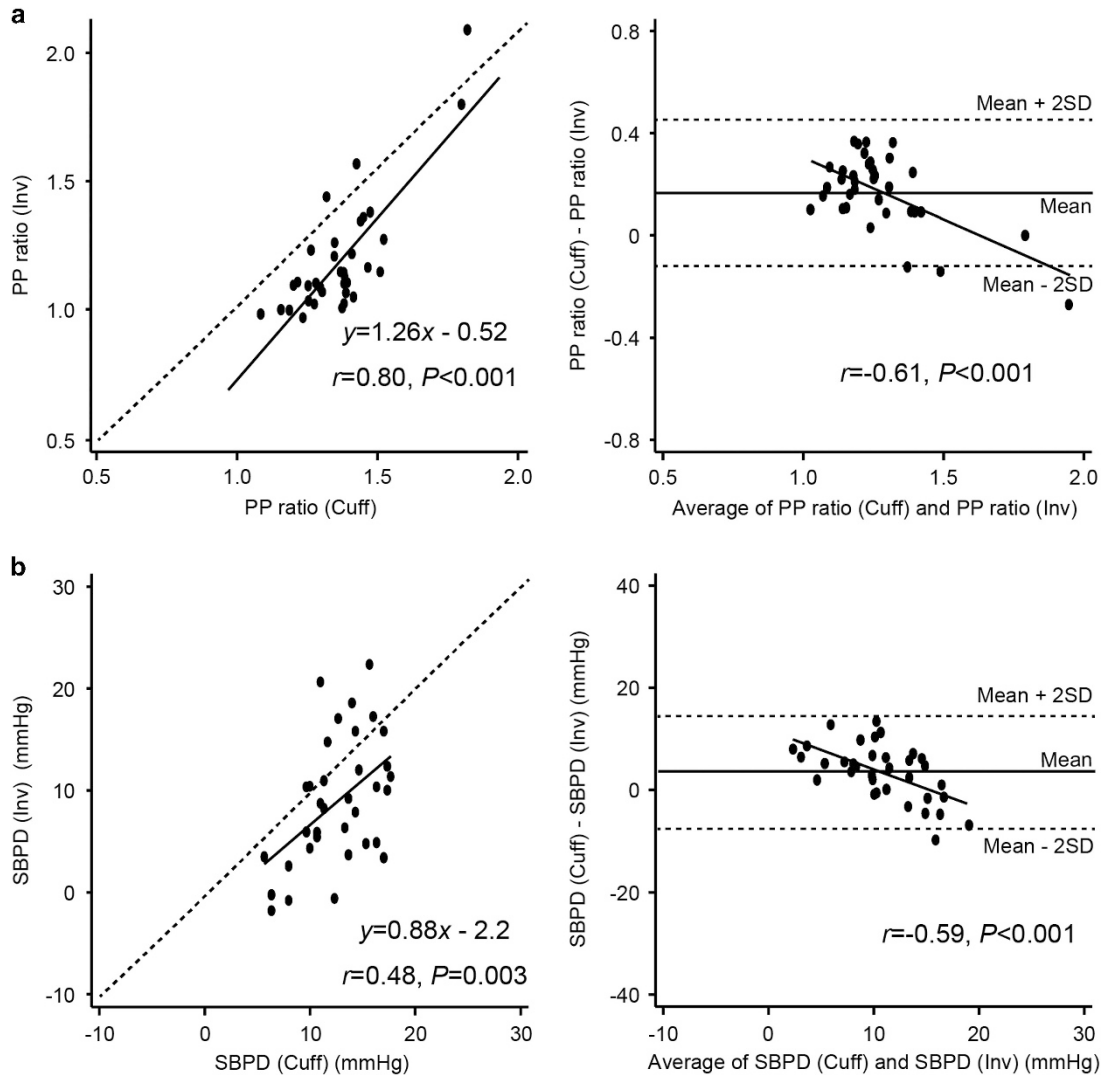 a
2.0
1.5
1.0
0.5
PP ratio (Inv)
y=1.26x - 0.52
r=0.80, P<0.001
0.5 1.0 1.5 2.0
PP ratio (Cuff)
0.8
0.4
0
-0.4
-0.8
PP ratio (Cuff) - PP ratio (Inv)
Mean + 2SD
Mean
Mean - 2SD
r=-0.61, P<0.001
0.5 1.0 1.5 2.0
Average of PP ratio (Cuff) and PP ratio (Inv)
b
30
20
10
0
-10
SBPD (Inv) (mmHg)
y=0.88x - 2.2
r=0.48, P=0.003
-10 0 10 20 30
SBPD (Cuff) (mmHg)
40
20
0
-20
-40
SBPD (Cuff) - SBPD (Inv) (mmHg)
Mean + 2SD
Mean
Mean - 2SD
r=-0.59, P<0.001
-10 0 10 20 30
Average of SBPD (Cuff) and SBPD (Inv) (mmHg)